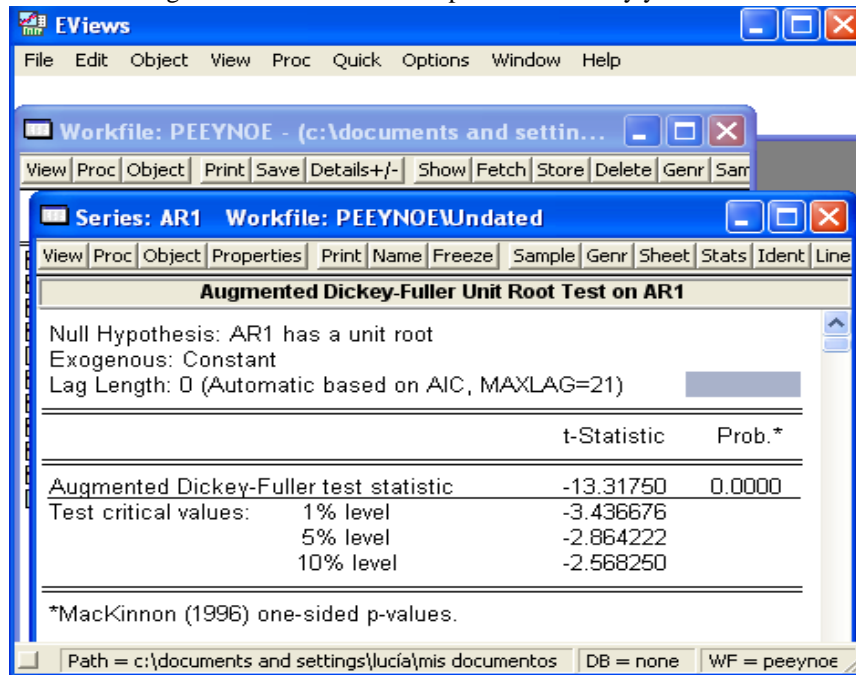 EViews
File Edit Object View Proc Quick Options Window Help
Workfile: PEEYNOE - (c:\documents and settin...
View Proc Object Print Save Details+/- Show Fetch Store Delete Genr Sam
Series: AR1 Workfile: PEEYNOE\Undated
View Proc Object Properties Print Name Freeze Sample Genr Sheet Stats Ident Line
Augmented Dickey-Fuller Unit Root Test on AR1
Null Hypothesis: AR1 has a unit root
Exogenous: Constant
Lag Length: 0 (Automatic based on AIC, MAXLAG=21)
t-Statistic Prob.*
Augmented Dickey-Fuller test statistic -13.31750 0.0000
Test critical values: 1% level -3.436676
5% level -2.864222
10% level -2.568250
*MacKinnon (1996) one-sided p-values.
Path = c:\documents and settings\lucía\mis documentos DB = none WF = peeynoe